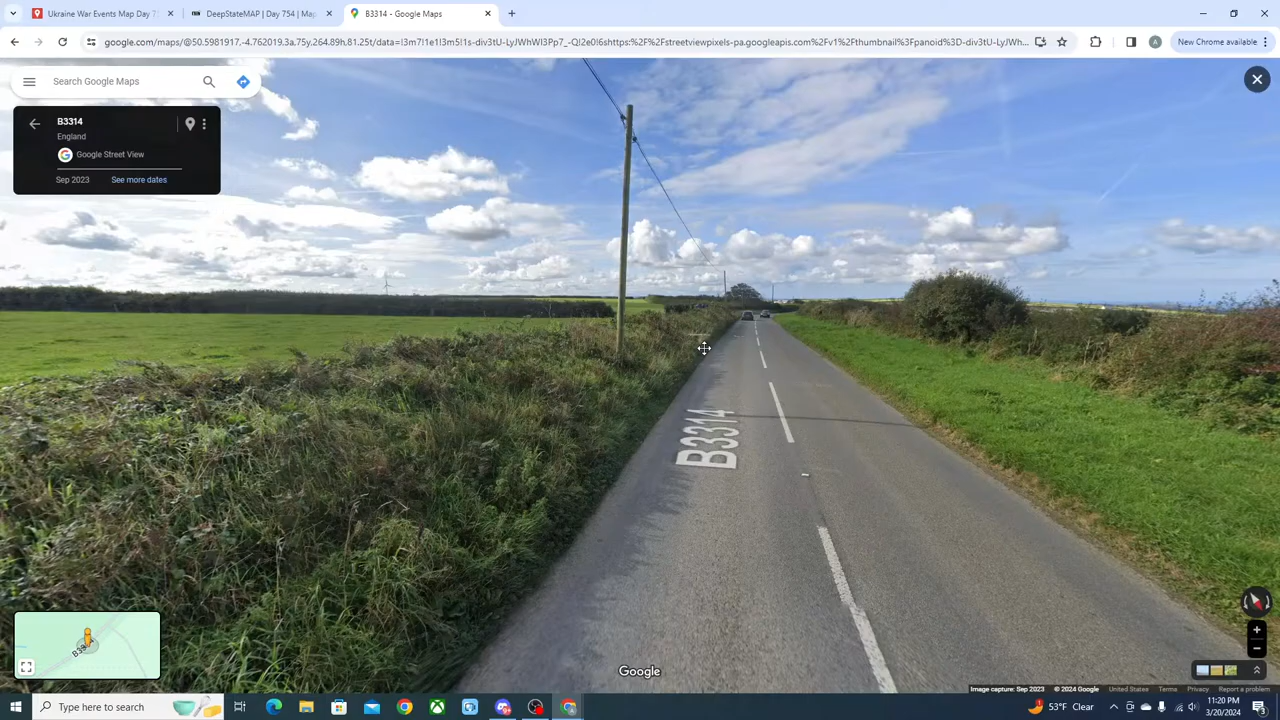 Ukraine War Events Map Day 7
DeepStateMAP | Day 754 | Map
B3314 - Google Maps
google.com/maps/@50.5981917,-4.762019,3a,75y,264.89h,81.25t/data=!3m7!1e1!3m5!1s-div3tU-LyJWhWI3Pp7_-Q!2e0!6shttps:%2F%2Fstreetviewpixels-pa.googleapis.com%2Fv1%2Fthumbnail%3Fpanoid%3D-div3tU-LyJWh...
New Chrome available
Search Google Maps
B3314
England
Google Street View
Sep 2023 See more dates
B3314
Google
Image capture: Sep 2023 © 2024 Google United States Terms Privacy Report a problem
Type here to search
53°F Clear
11:20 PM
3/20/2024